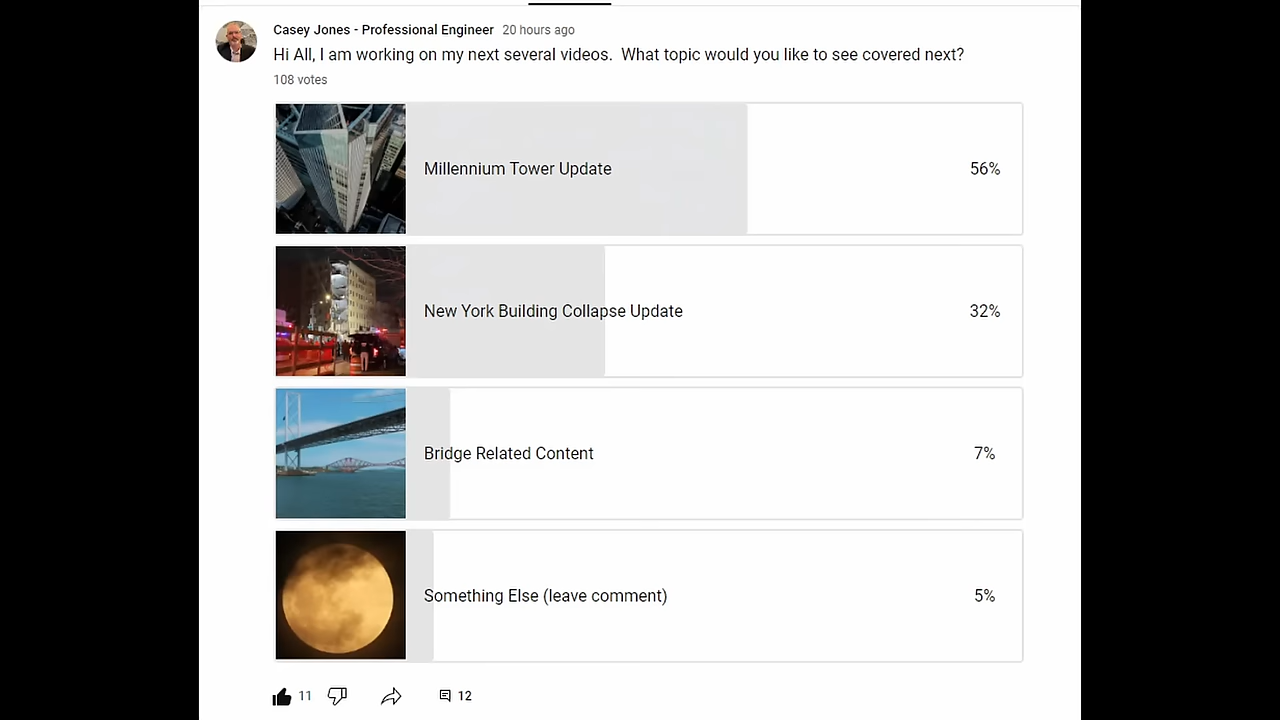 Casey Jones - Professional Engineer 20 hours ago
Hi All, I am working on my next several videos.  What topic would you like to see covered next?
108 votes
Millennium Tower Update 56%
New York Building Collapse Update 32%
Bridge Related Content 7%
Something Else (leave comment) 5%
11 12